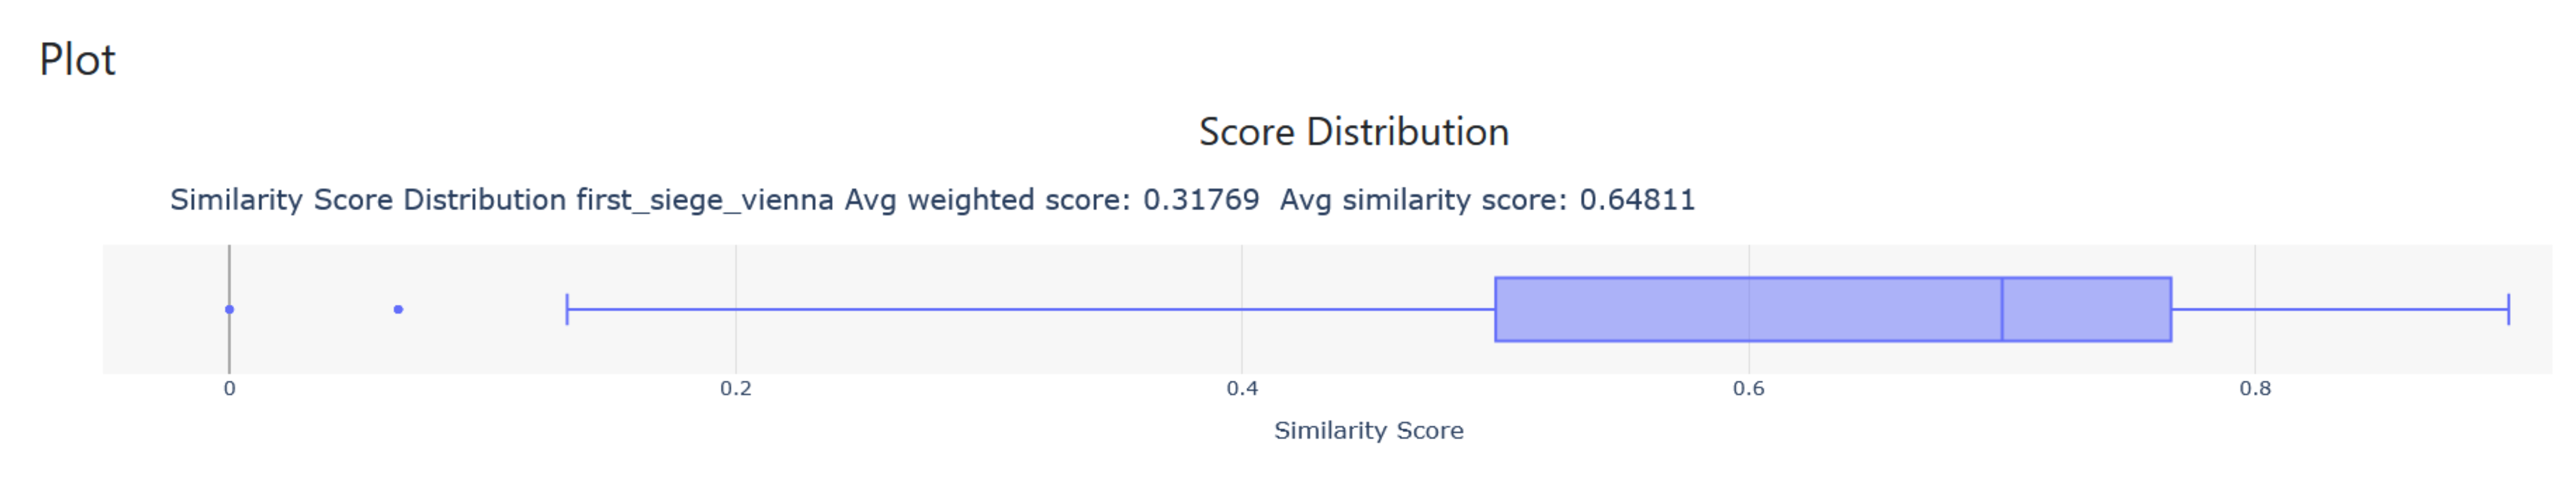 Plot
Score Distribution
Similarity Score Distribution first_siege_vienna Avg weighted score: 0.31769  Avg similarity score: 0.64811
0 0.2 0.4 0.6 0.8
Similarity Score